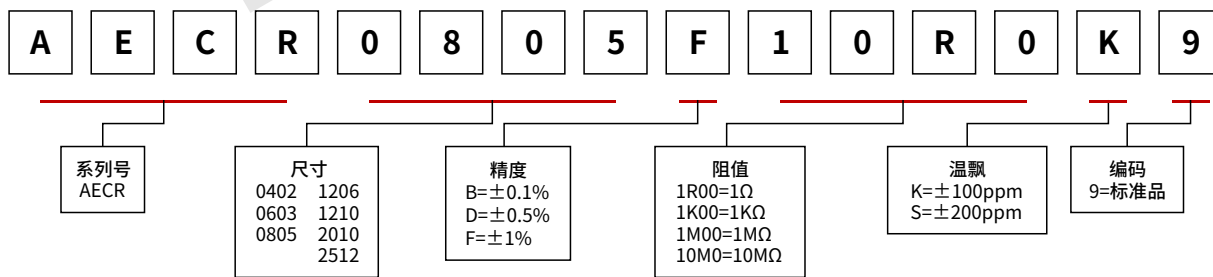 A E C R 0 8 0 5 F 1 0 R 0 K 9
系列号
AECR
尺寸
0402 1206
0603 1210
0805 2010
2512
精度
B=±0.1%
D=±0.5%
F=±1%
阻值
1R00=1Ω
1K00=1KΩ
1M00=1MΩ
10M0=10MΩ
温飘
K=±100ppm
S=±200ppm
编码
9=标准品